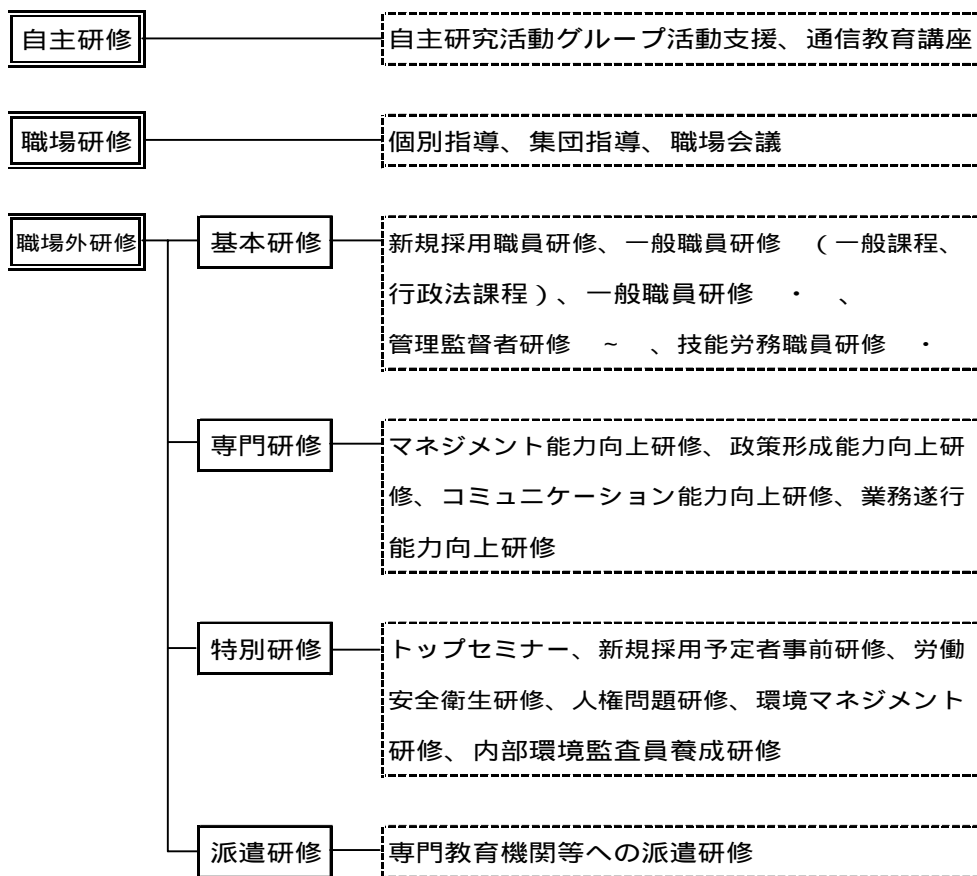 自主研修
自主研究活動グループ活動支援、通信教育講座
職場研修
個別指導、集団指導、職場会議
職場外研修
基本研修
新規採用職員研修、一般職員研修　（一般課程、
行政法課程）、一般職員研修　・　、
管理監督者研修　~　、技能労務職員研修　・
専門研修
マネジメント能力向上研修、政策形成能力向上研
修、コミュニケーション能力向上研修、業務遂行
能力向上研修
特別研修
トップセミナー、新規採用予定者事前研修、労働
安全衛生研修、人権問題研修、環境マネジメント
研修、内部環境監査員養成研修
派遣研修
専門教育機関等への派遣研修